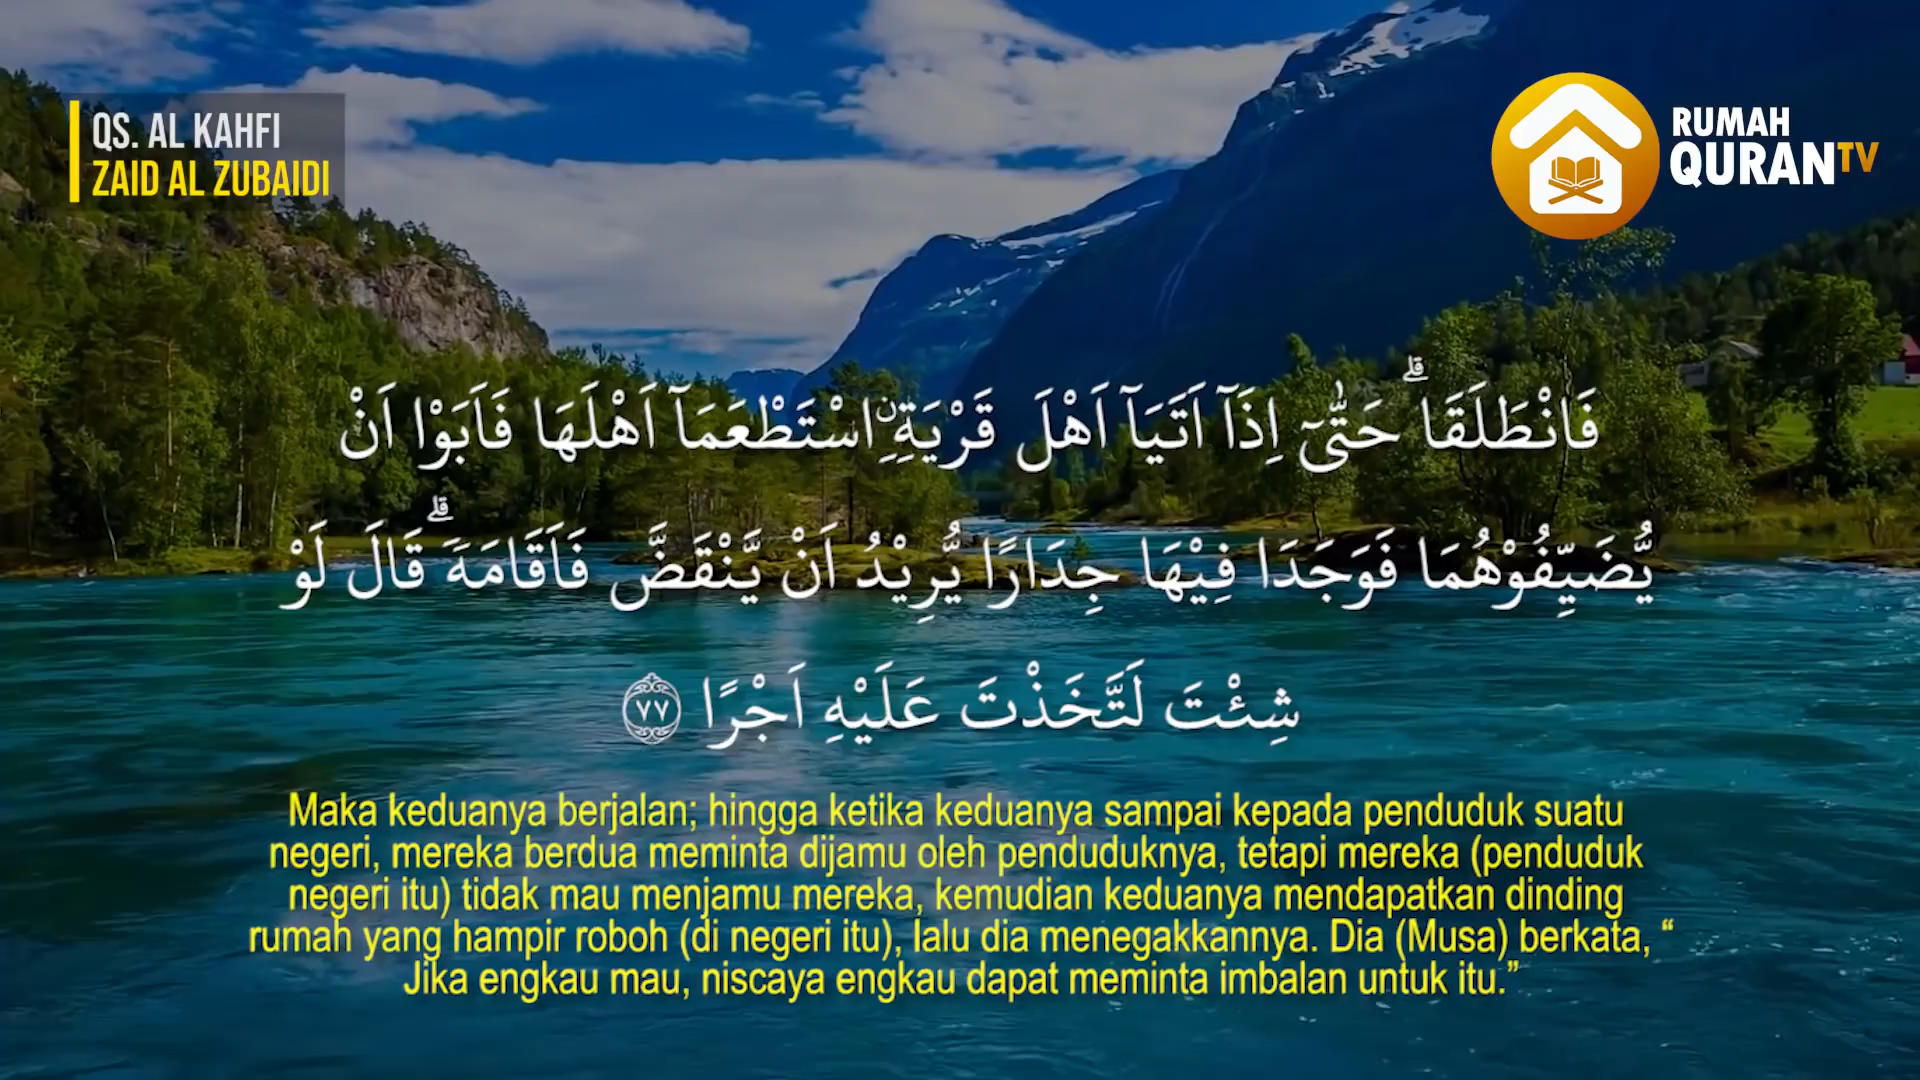 QS. AL KAHFI
ZAID AL ZUBAIDI
RUMAH
QURANTV
فَانْطَلَقَا ۗ حَتّٰىٓ اِذَآ اَتَيَآ اَهْلَ قَرْيَةِ ِۨاسْتَطْعَمَآ اَهْلَهَا فَاَبَوْا اَنْ
يُّضَيِّفُوْهُمَا فَوَجَدَا فِيْهَا جِدَارًا يُّرِيْدُ اَنْ يَّنْقَضَّ فَاَقَامَهٗ ۗ قَالَ لَوْ
شِئْتَ لَتَّخَذْتَ عَلَيْهِ اَجْرًا ٧٧
Maka keduanya berjalan; hingga ketika keduanya sampai kepada penduduk suatu
negeri, mereka berdua meminta dijamu oleh penduduknya, tetapi mereka (penduduk
negeri itu) tidak mau menjamu mereka, kemudian keduanya mendapatkan dinding
rumah yang hampir roboh (di negeri itu), lalu dia menegakkannya. Dia (Musa) berkata, “
Jika engkau mau, niscaya engkau dapat meminta imbalan untuk itu.”